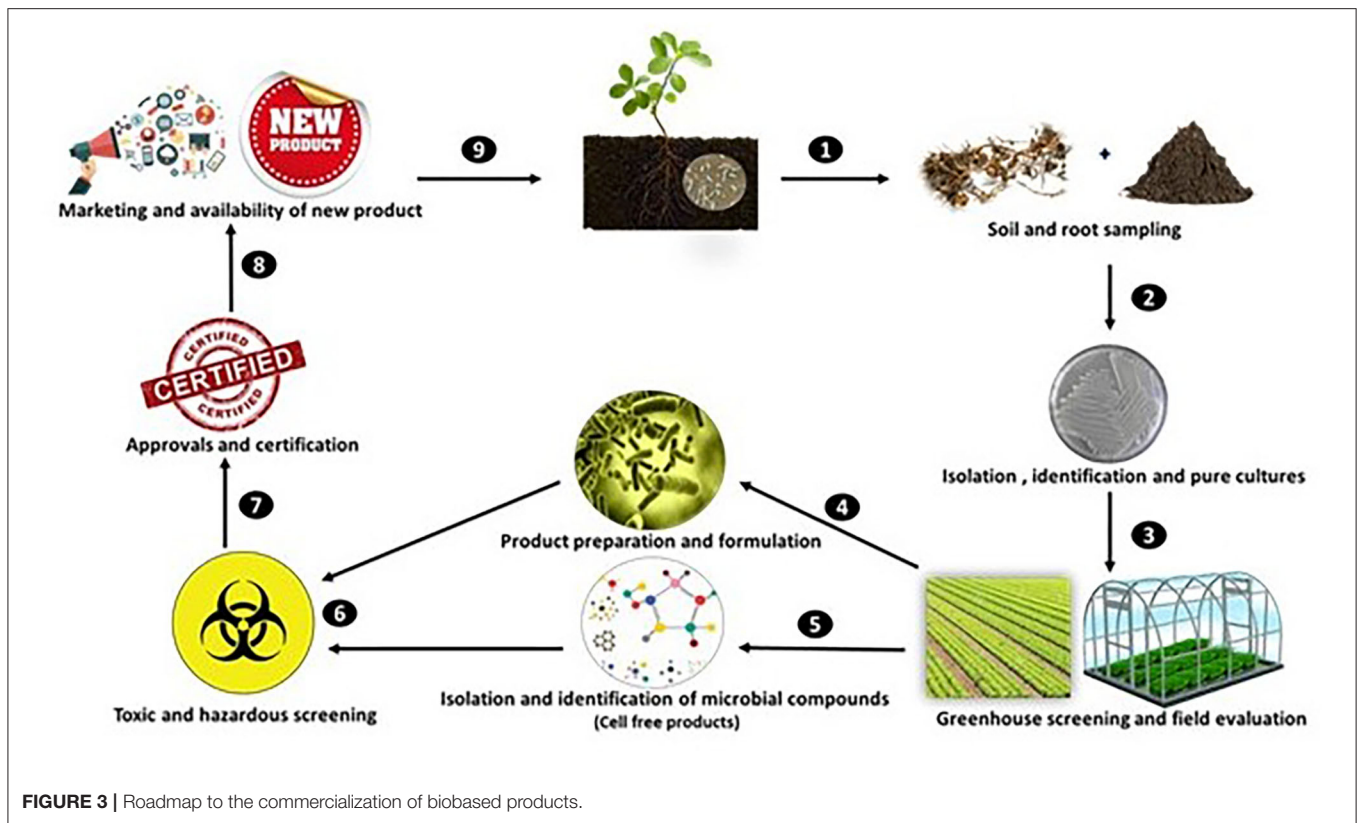 NEW
PRODUCT
Marketing and availability of new product
9
1
+
Soil and root sampling
2
Isolation , identification and pure cultures
3
Greenhouse screening and field evaluation
4
Product preparation and formulation
5
Isolation and identification of microbial compounds
(Cell free products)
6
Toxic and hazardous screening
7
CERTIFIED
CERTIFIED
CERTIFIED
Approvals and certification
8
FIGURE 3 | Roadmap to the commercialization of biobased products.